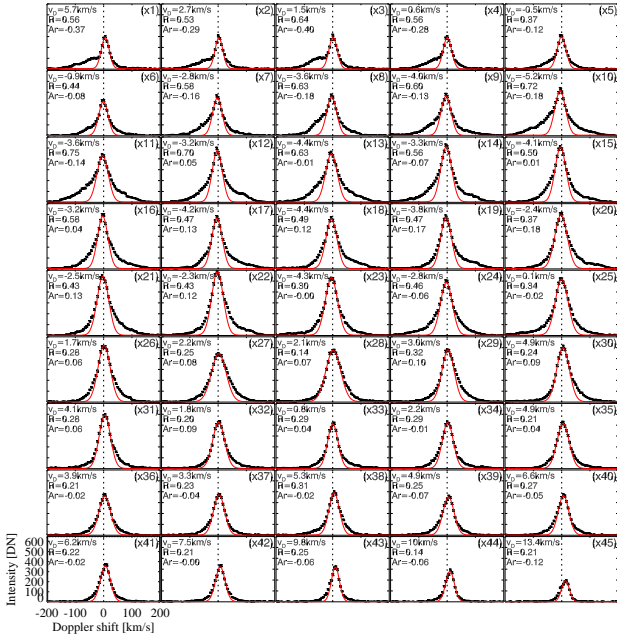 v_D=5.7km/s (x1)
R=0.56
Ar=-0.37
v_D=2.7km/s (x2)
R=0.53
Ar=-0.29
v_D=1.5km/s (x3)
R=0.64
Ar=-0.40
v_D=0.6km/s (x4)
R=0.56
Ar=-0.28
v_D=-0.5km/s (x5)
R=0.37
Ar=-0.12
v_D=-0.9km/s (x6)
R=0.44
Ar=-0.08
v_D=-2.8km/s (x7)
R=0.58
Ar=-0.16
v_D=-3.6km/s (x8)
R=0.63
Ar=-0.18
v_D=-4.0km/s (x9)
R=0.60
Ar=-0.13
v_D=-5.2km/s (x10)
R=0.72
Ar=-0.18
v_D=-3.6km/s (x11)
R=0.75
Ar=-0.14
v_D=-3.2km/s (x12)
R=0.70
Ar=0.05
v_D=-4.4km/s (x13)
R=0.63
Ar=-0.01
v_D=-3.3km/s (x14)
R=0.56
Ar=-0.07
v_D=-4.1km/s (x15)
R=0.50
Ar=0.01
v_D=-3.2km/s (x16)
R=0.58
Ar=0.04
v_D=-4.2km/s (x17)
R=0.47
Ar=0.13
v_D=-4.4km/s (x18)
R=0.49
Ar=0.12
v_D=-3.8km/s (x19)
R=0.47
Ar=0.17
v_D=-2.4km/s (x20)
R=0.37
Ar=0.18
v_D=-2.5km/s (x21)
R=0.43
Ar=0.13
v_D=-2.3km/s (x22)
R=0.43
Ar=0.12
v_D=-4.3km/s (x23)
R=0.30
Ar=-0.00
v_D=-2.8km/s (x24)
R=0.46
Ar=-0.06
v_D=0.1km/s (x25)
R=0.34
Ar=-0.02
v_D=1.7km/s (x26)
R=0.28
Ar=0.06
v_D=2.2km/s (x27)
R=0.25
Ar=0.08
v_D=2.1km/s (x28)
R=0.14
Ar=0.07
v_D=3.0km/s (x29)
R=0.32
Ar=0.10
v_D=4.9km/s (x30)
R=0.24
Ar=0.09
v_D=4.1km/s (x31)
R=0.28
Ar=0.06
v_D=1.8km/s (x32)
R=0.20
Ar=0.09
v_D=0.8km/s (x33)
R=0.29
Ar=0.04
v_D=2.2km/s (x34)
R=0.29
Ar=-0.01
v_D=4.9km/s (x35)
R=0.21
Ar=0.04
v_D=3.9km/s (x36)
R=0.21
Ar=-0.02
v_D=3.3km/s (x37)
R=0.23
Ar=-0.04
v_D=5.3km/s (x38)
R=0.31
Ar=-0.02
v_D=4.9km/s (x39)
R=0.25
Ar=-0.07
v_D=6.6km/s (x40)
R=0.27
Ar=-0.05
v_D=6.2km/s (x41)
R=0.22
Ar=-0.02
v_D=7.5km/s (x42)
R=0.21
Ar=-0.00
v_D=9.8km/s (x43)
R=0.25
Ar=-0.06
v_D=10km/s (x44)
R=0.14
Ar=-0.06
v_D=13.4km/s (x45)
R=0.21
Ar=-0.12
600
500
400
300
200
100
Intensity [DN]
-200 -100 0 100 200
Doppler shift [km/s]